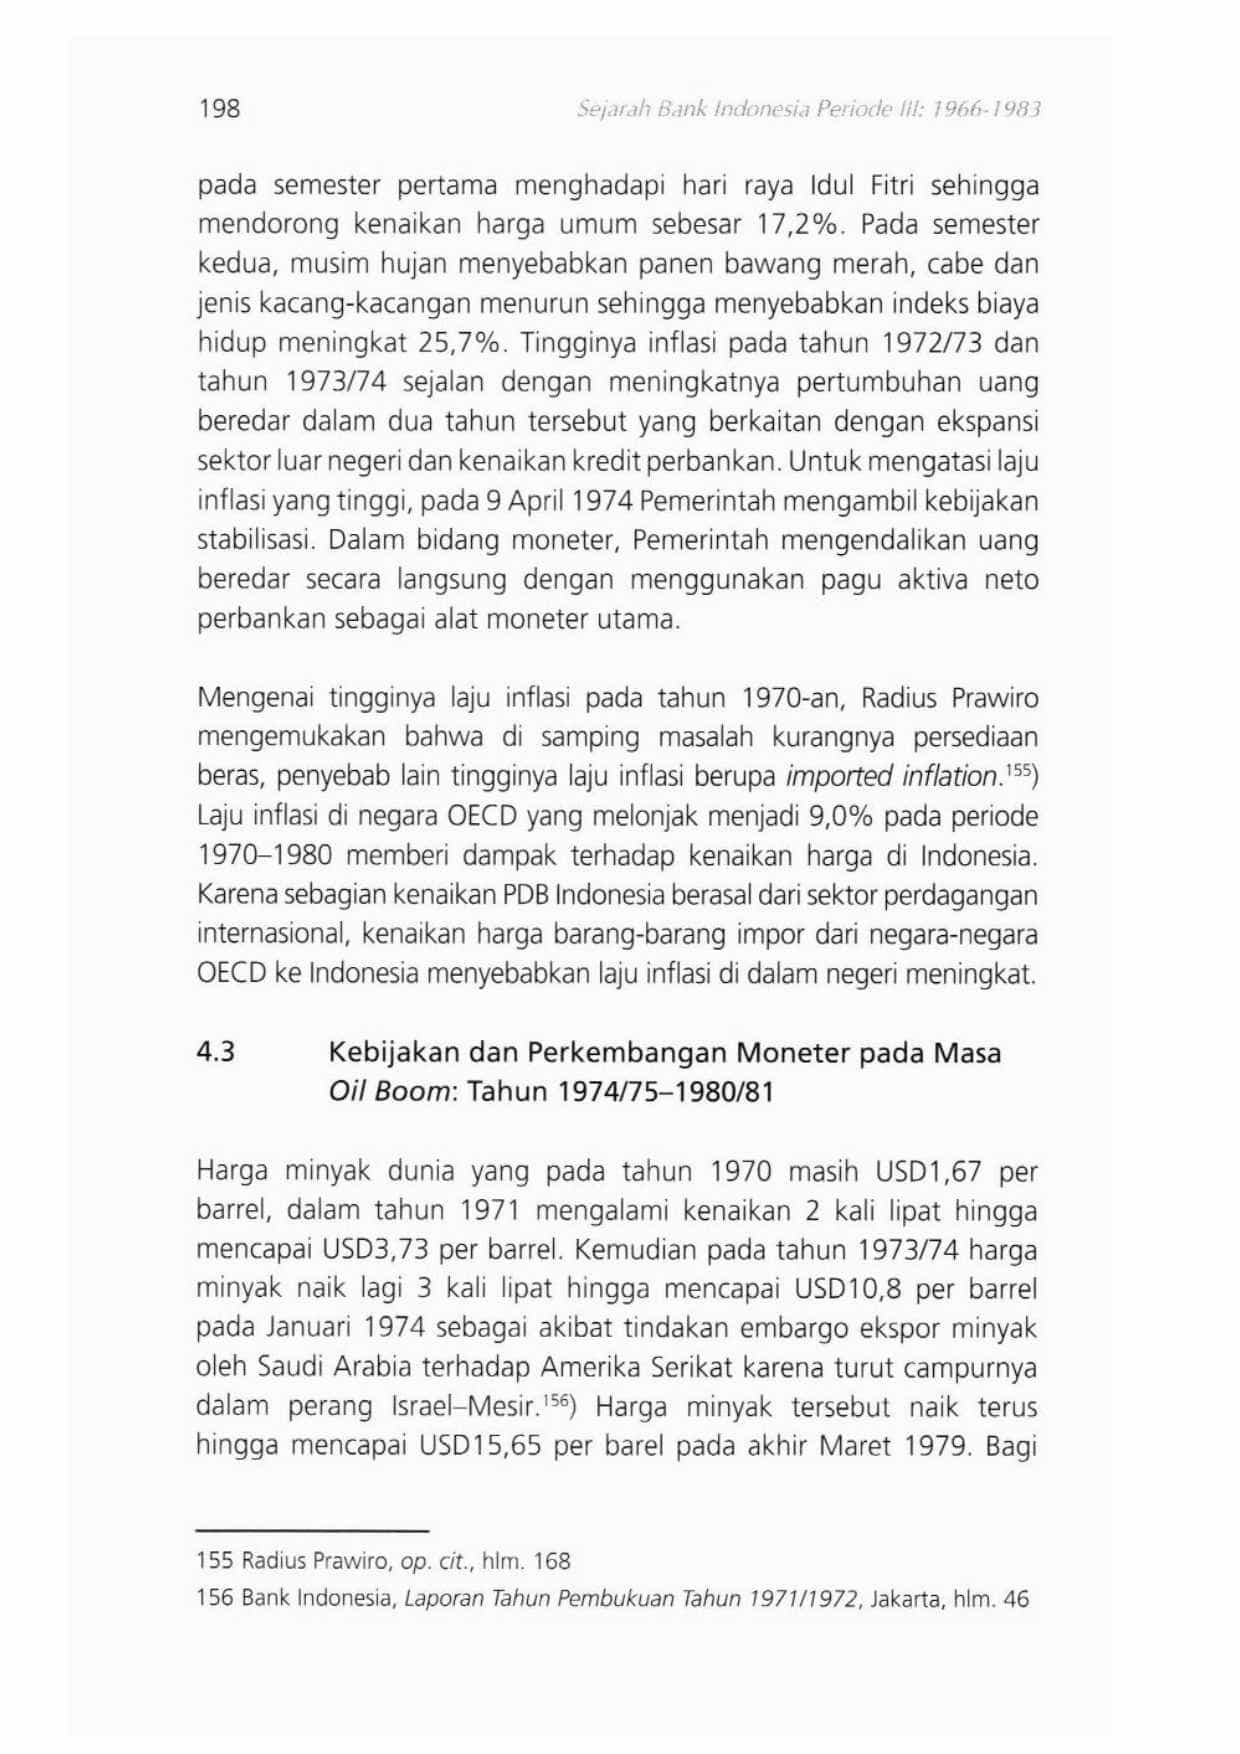 198
Sejarah Bank Indonesia Periode III: 1966-1983
pada semester pertama menghadapi hari raya Idul Fitri sehingga
mendorong kenaikan harga umum sebesar 17,2%. Pada semester
kedua, musim hujan menyebabkan panen bawang merah, cabe dan
jenis kacang-kacangan menurun sehingga menyebabkan indeks biaya
hidup meningkat 25,7%. Tingginya inflasi pada tahun 1972/73 dan
tahun 1973/74 sejalan dengan meningkatnya pertumbuhan uang
beredar dalam dua tahun tersebut yang berkaitan dengan ekspansi
sektor luar negeri dan kenaikan kredit perbankan. Untuk mengatasi laju
inflasi yang tinggi, pada 9 April 1974 Pemerintah mengambil kebijakan
stabilisasi. Dalam bidang moneter, Pemerintah mengendalikan uang
beredar secara langsung dengan menggunakan pagu aktiva neto
perbankan sebagai alat moneter utama.
Mengenai tingginya laju inflasi pada tahun 1970-an, Radius Prawiro
mengemukakan bahwa di samping masalah kurangnya persediaan
beras, penyebab lain tingginya laju inflasi berupa imported inflation.¹⁵⁵)
Laju inflasi di negara OECD yang melonjak menjadi 9,0% pada periode
1970–1980 memberi dampak terhadap kenaikan harga di Indonesia.
Karena sebagian kenaikan PDB Indonesia berasal dari sektor perdagangan
internasional, kenaikan harga barang-barang impor dari negara-negara
OECD ke Indonesia menyebabkan laju inflasi di dalam negeri meningkat.
4.3 Kebijakan dan Perkembangan Moneter pada Masa
Oil Boom: Tahun 1974/75–1980/81
Harga minyak dunia yang pada tahun 1970 masih USD1,67 per
barrel, dalam tahun 1971 mengalami kenaikan 2 kali lipat hingga
mencapai USD3,73 per barrel. Kemudian pada tahun 1973/74 harga
minyak naik lagi 3 kali lipat hingga mencapai USD10,8 per barrel
pada Januari 1974 sebagai akibat tindakan embargo ekspor minyak
oleh Saudi Arabia terhadap Amerika Serikat karena turut campurnya
dalam perang Israel–Mesir.¹⁵⁶) Harga minyak tersebut naik terus
hingga mencapai USD15,65 per barel pada akhir Maret 1979. Bagi
155 Radius Prawiro, op. cit., hlm. 168
156 Bank Indonesia, Laporan Tahun Pembukuan Tahun 1971/1972, Jakarta, hlm. 46